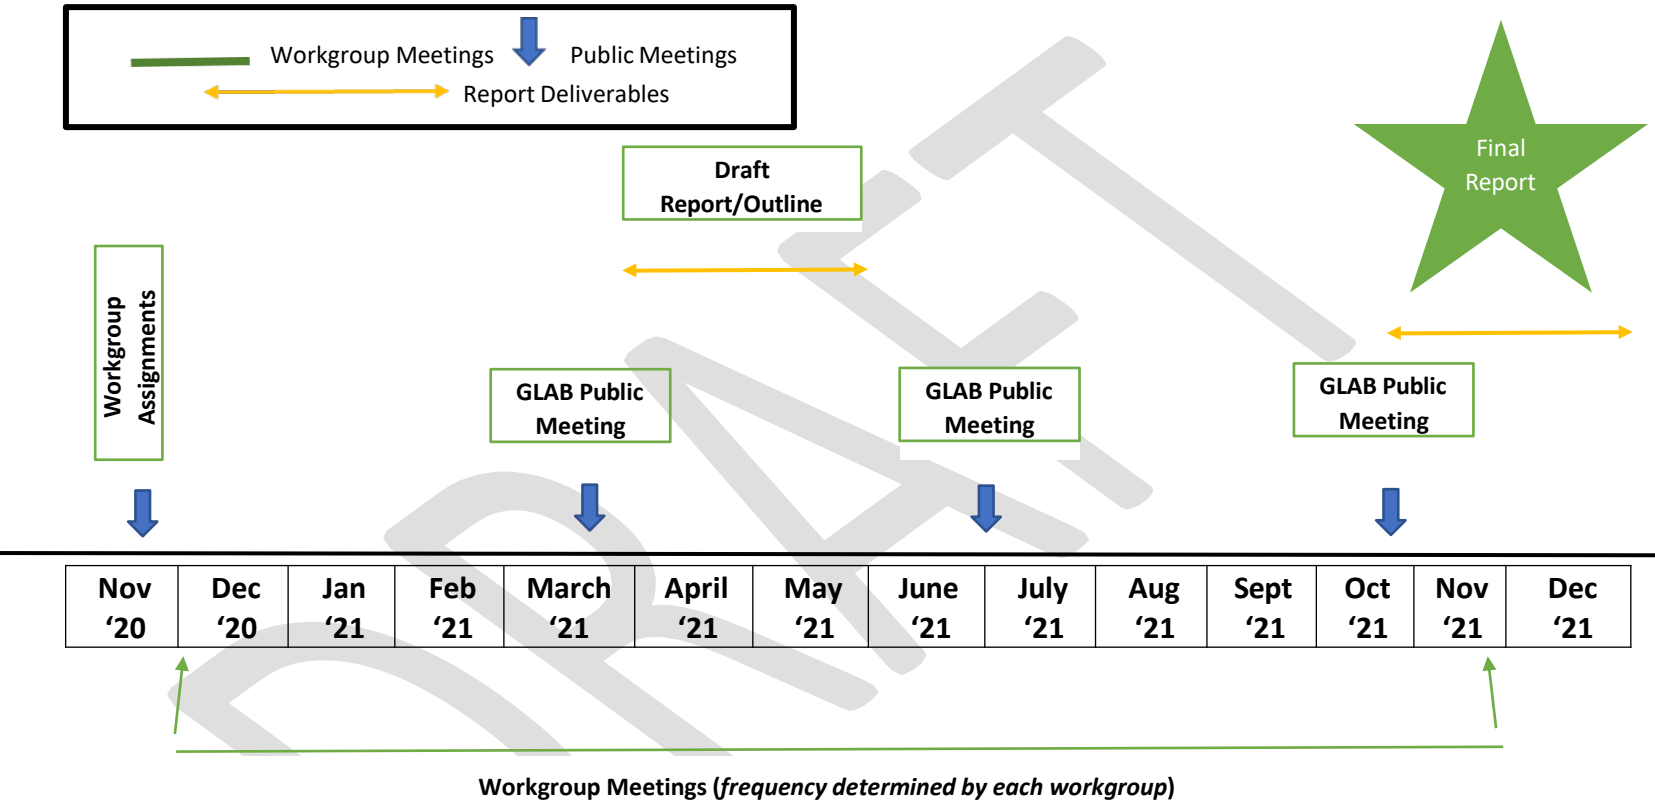 Workgroup Meetings
Public Meetings
Report Deliverables
Final
Report
Draft
Report/Outline
Workgroup
Assignments
GLAB Public
Meeting
GLAB Public
Meeting
GLAB Public
Meeting
Nov ‘20
Dec ‘20
Jan ‘21
Feb ‘21
March ‘21
April ‘21
May ‘21
June ‘21
July ‘21
Aug ‘21
Sept ‘21
Oct ‘21
Nov ‘21
Dec ‘21
Workgroup Meetings (frequency determined by each workgroup)
DRAFT